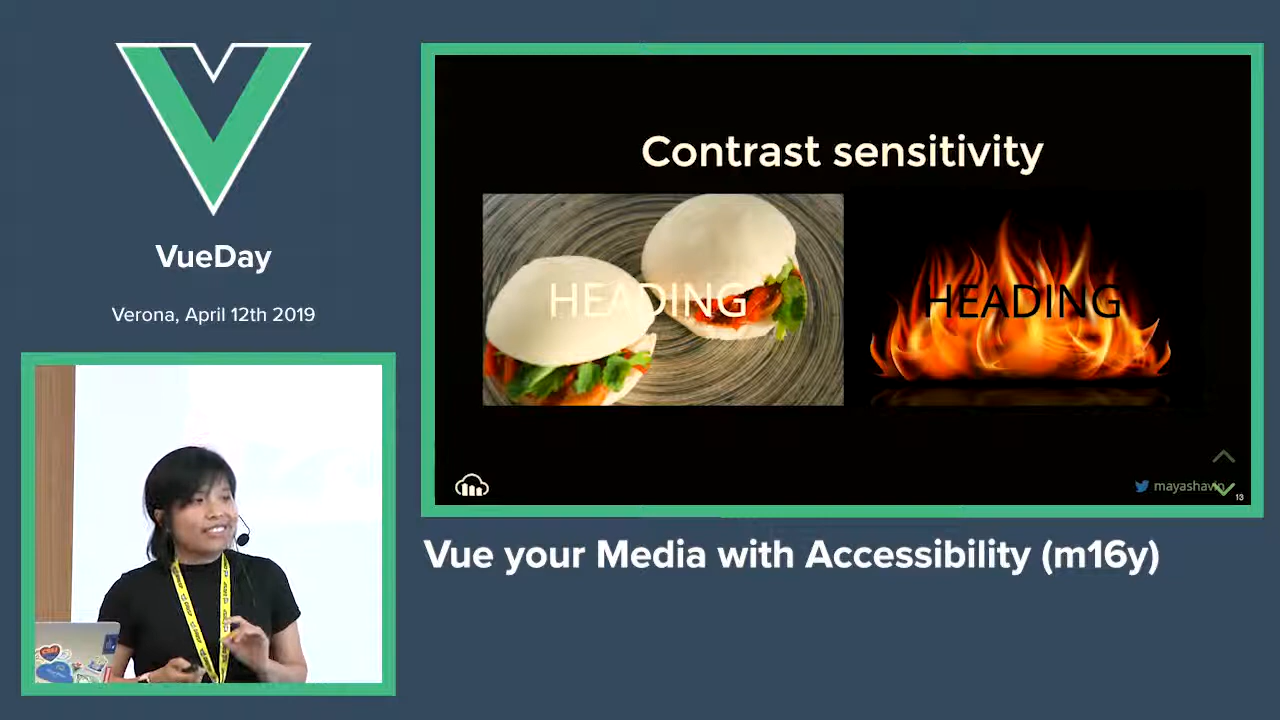 VueDay
Verona, April 12th 2019
Contrast sensitivity
HEADING
HEADING
mayashavin
13
Vue your Media with Accessibility (m16y)